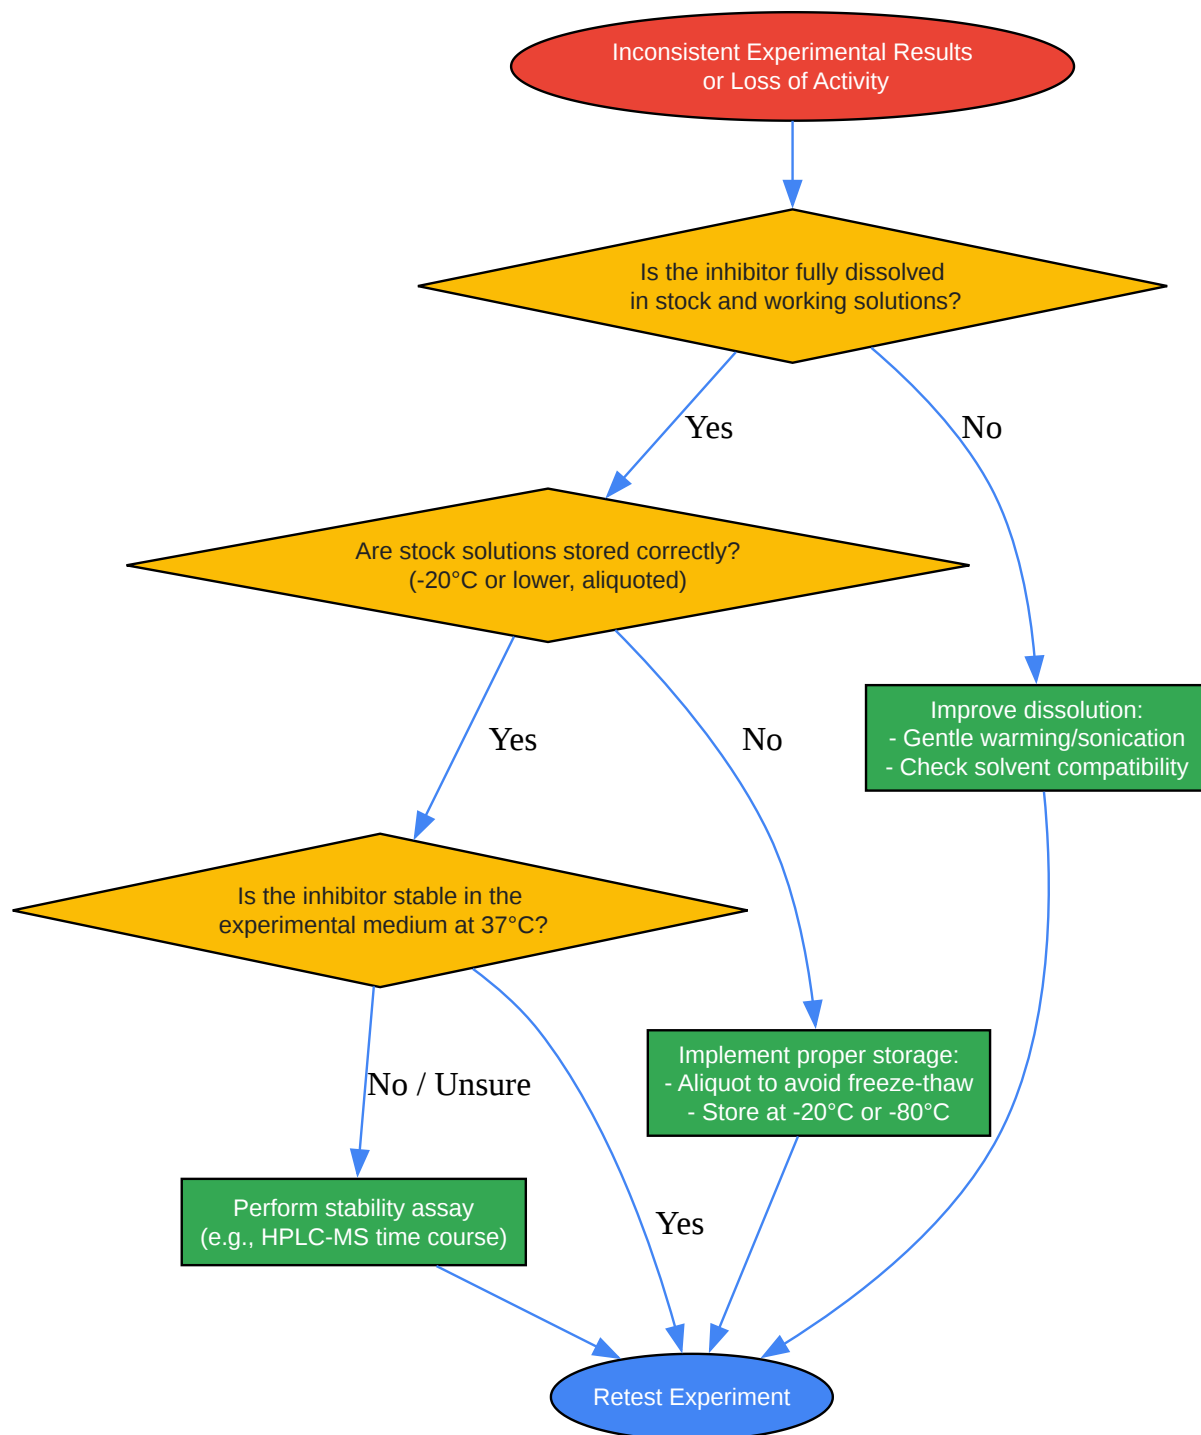 Inconsistent Experimental Results
or Loss of Activity
Is the inhibitor fully dissolved
in stock and working solutions?
Yes
No
Are stock solutions stored correctly?
(-20°C or lower, aliquoted)
Yes
No
Improve dissolution:
- Gentle warming/sonication
- Check solvent compatibility
Is the inhibitor stable in the
experimental medium at 37°C?
No / Unsure
Implement proper storage:
- Aliquot to avoid freeze-thaw
- Store at -20°C or -80°C
Perform stability assay
(e.g., HPLC-MS time course)
Yes
Retest Experiment